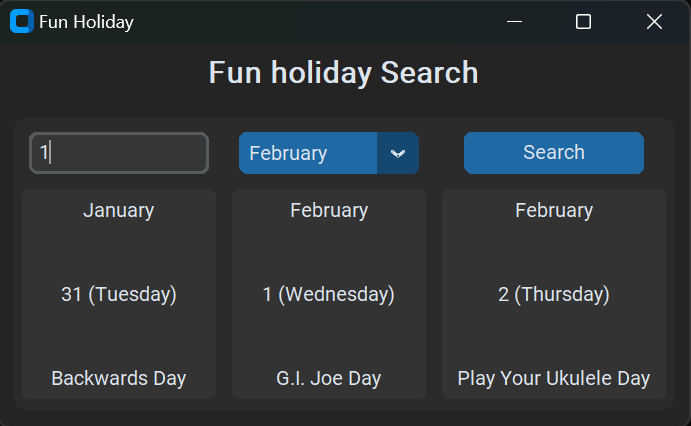 Fun Holiday
Fun holiday Search
1
February
Search
January
31 (Tuesday)
Backwards Day
February
1 (Wednesday)
G.I. Joe Day
February
2 (Thursday)
Play Your Ukulele Day